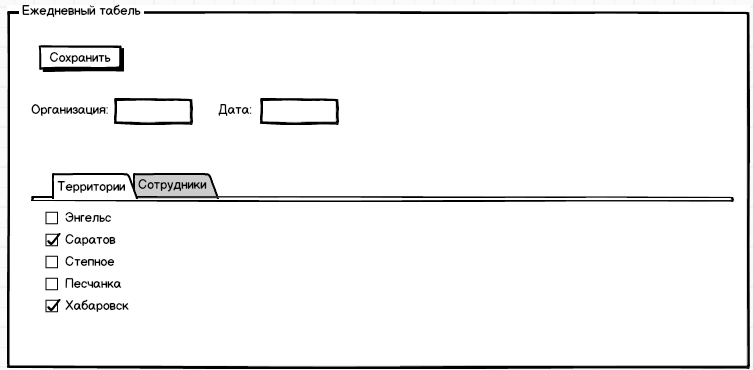 Ежедневный табель
Сохранить
Организация: Дата:
Территории Сотрудники
Энгельс
Саратов
Степное
Песчанка
Хабаровск